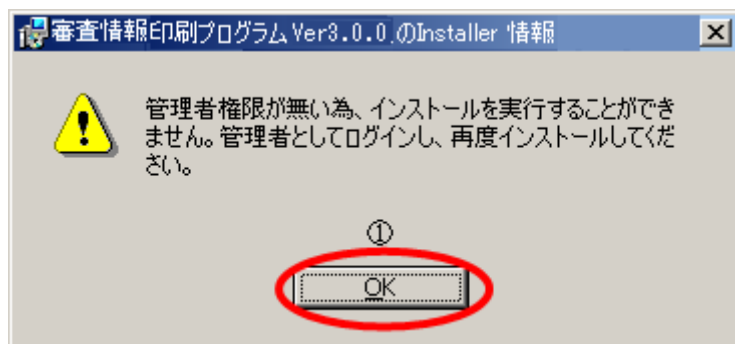 審査情報印刷プログラム Ver3.0.0.のInstaller 情報
管理者権限が無い為、インストールを実行することができ
ません。管理者としてログインし、再度インストールしてくだ
さい。
①
OK